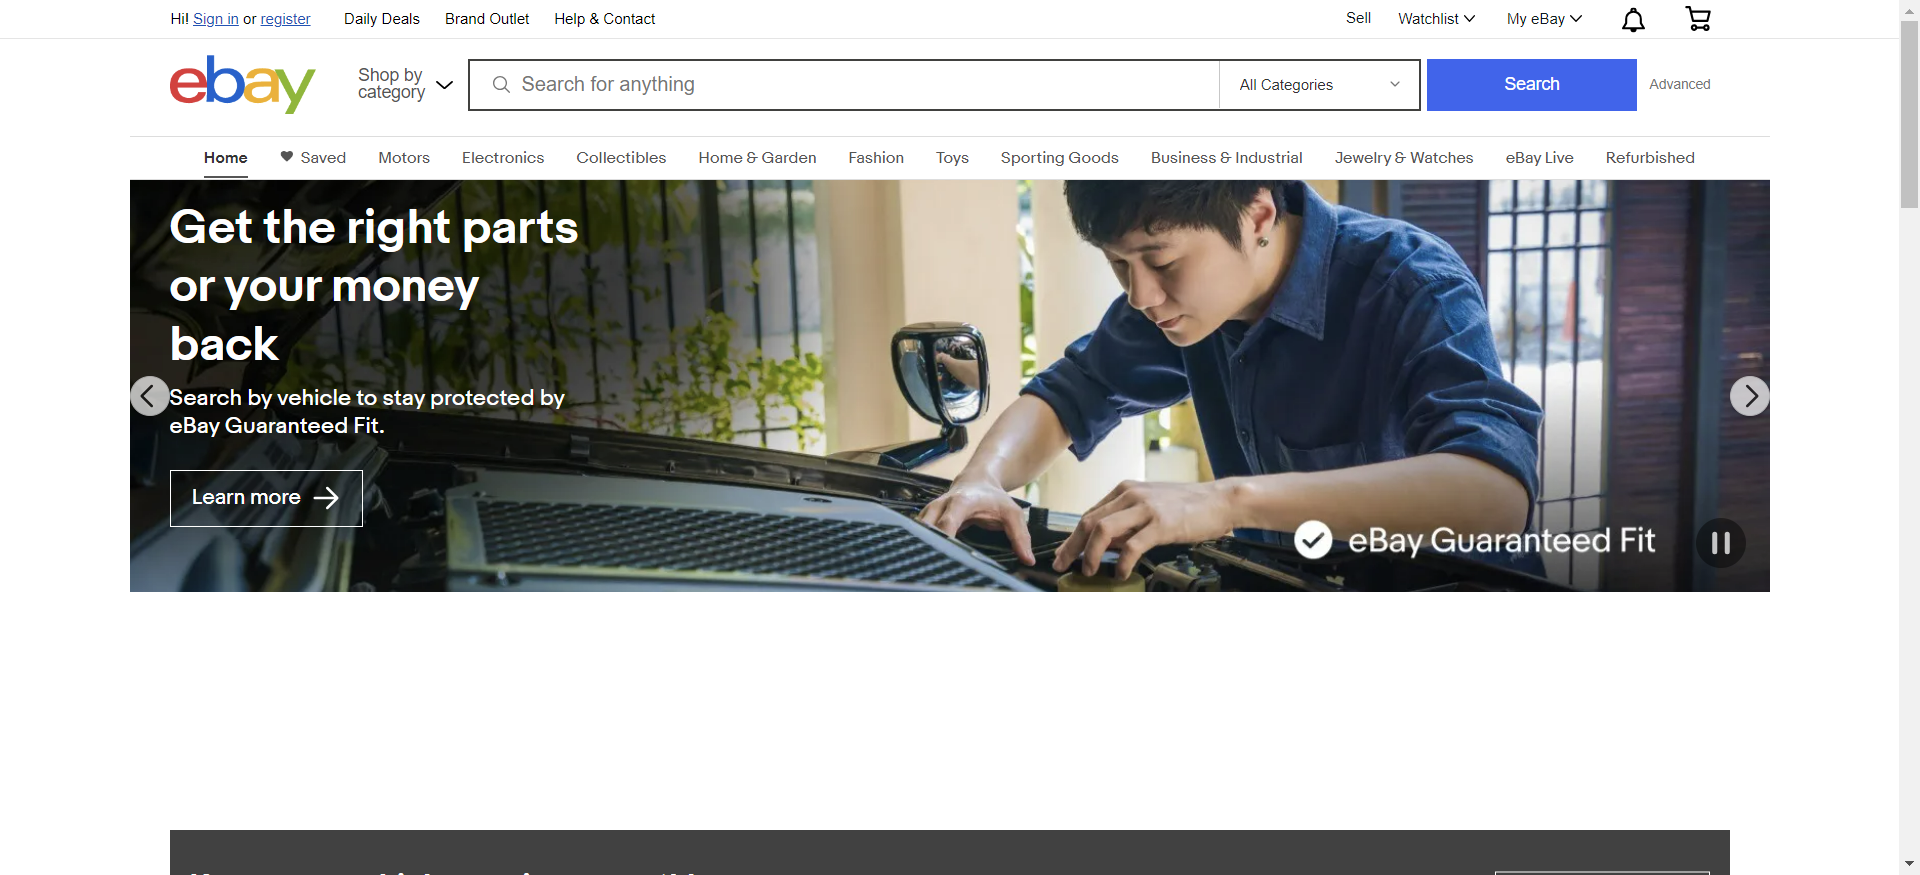 Hi! Sign in or register
Daily Deals
Brand Outlet
Help & Contact
Sell
Watchlist
My eBay
ebay
Shop by
category
Search for anything
All Categories
Search
Advanced
Home
Saved
Motors
Electronics
Collectibles
Home & Garden
Fashion
Toys
Sporting Goods
Business & Industrial
Jewelry & Watches
eBay Live
Refurbished
Get the right parts
or your money
back
Search by vehicle to stay protected by
eBay Guaranteed Fit.
Learn more
eBay Guaranteed Fit